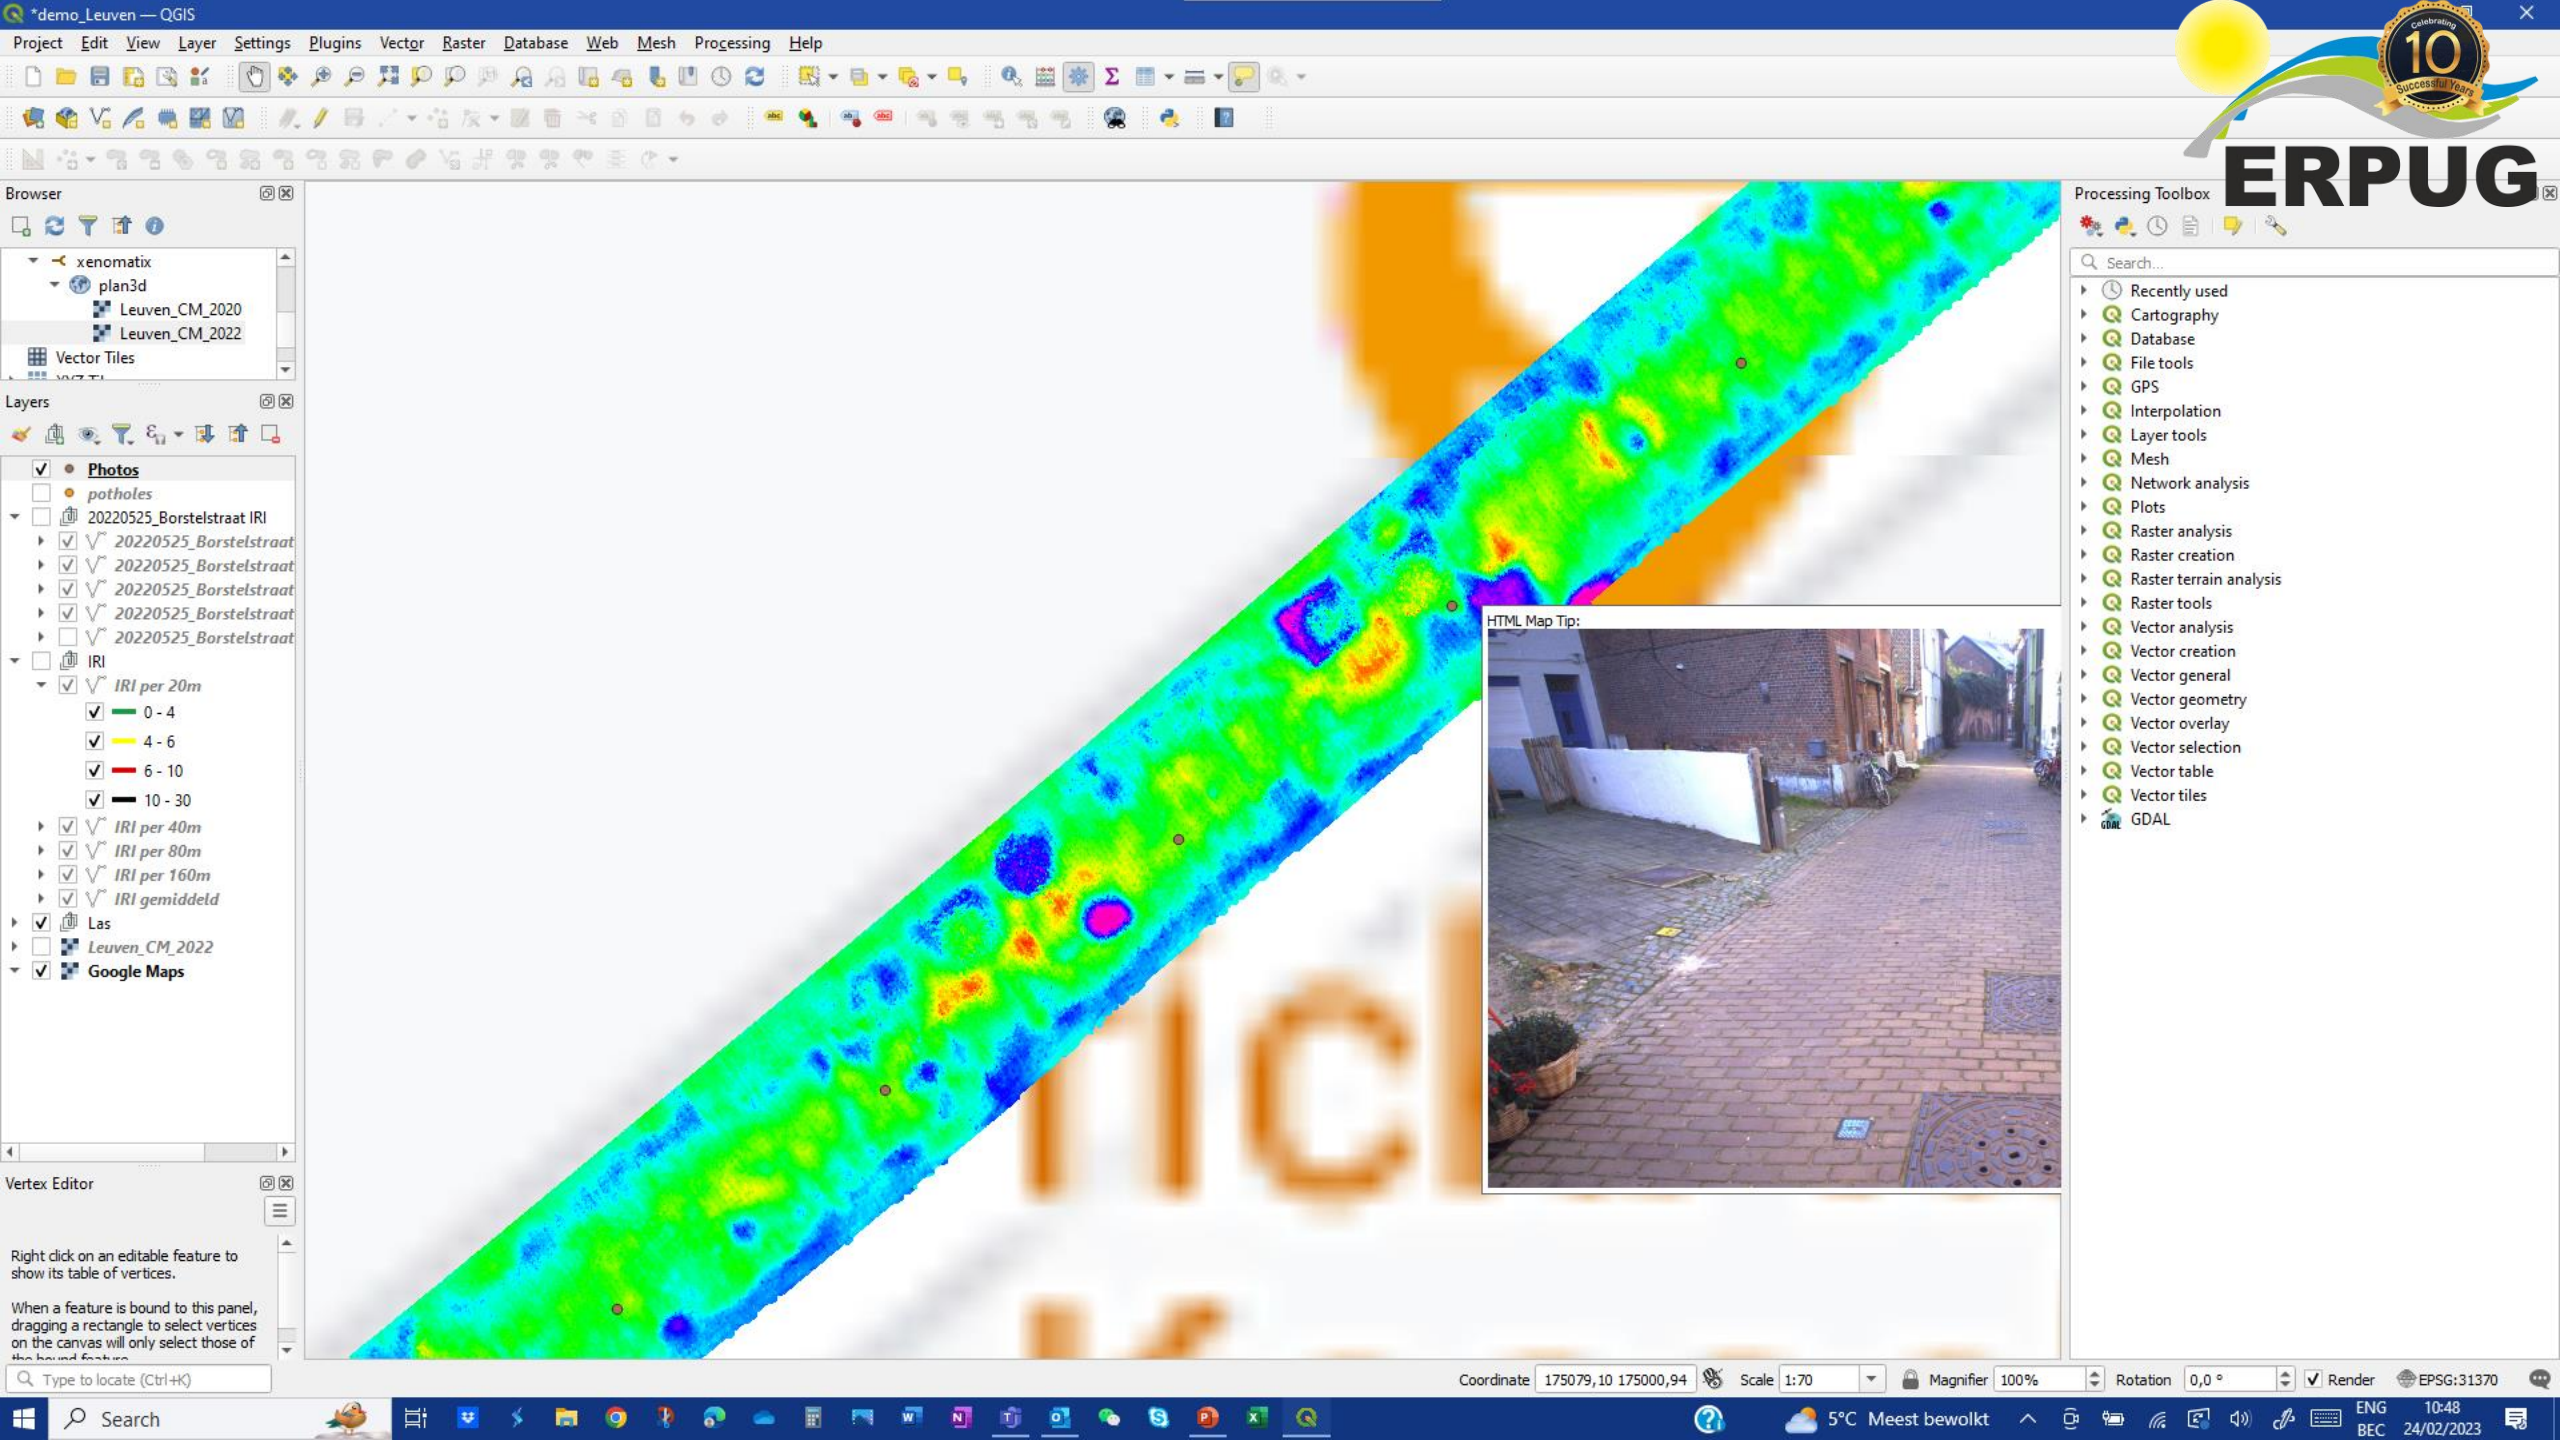 *demo_Leuven — QGIS
Celebrating
10
Successful Years
ERPUG
Project Edit View Layer Settings Plugins Vector Raster Database Web Mesh Processing Help
Browser
xenomatix
plan3d
Leuven_CM_2020
Leuven_CM_2022
Vector Tiles
Layers
Photos
potholes
20220525_Borstelstraat IRI
20220525_Borstelstraat
20220525_Borstelstraat
20220525_Borstelstraat
20220525_Borstelstraat
20220525_Borstelstraat
IRI
IRI per 20m
0 - 4
4 - 6
6 - 10
10 - 30
IRI per 40m
IRI per 80m
IRI per 160m
IRI gemiddeld
Las
Leuven_CM_2022
Google Maps
Vertex Editor
Right click on an editable feature to
show its table of vertices.
When a feature is bound to this panel,
dragging a rectangle to select vertices
on the canvas will only select those of
the bound feature
HTML Map Tip:
Processing Toolbox
Search...
Recently used
Cartography
Database
File tools
GPS
Interpolation
Layer tools
Mesh
Network analysis
Plots
Raster analysis
Raster creation
Raster terrain analysis
Raster tools
Vector analysis
Vector creation
Vector general
Vector geometry
Vector overlay
Vector selection
Vector table
Vector tiles
GDAL
Type to locate (Ctrl+K)
Coordinate 175079,10 175000,94 Scale 1:70 Magnifier 100% Rotation 0,0 ° Render EPSG:31370
Search
5°C Meest bewolkt
ENG
BEC
10:48
24/02/2023